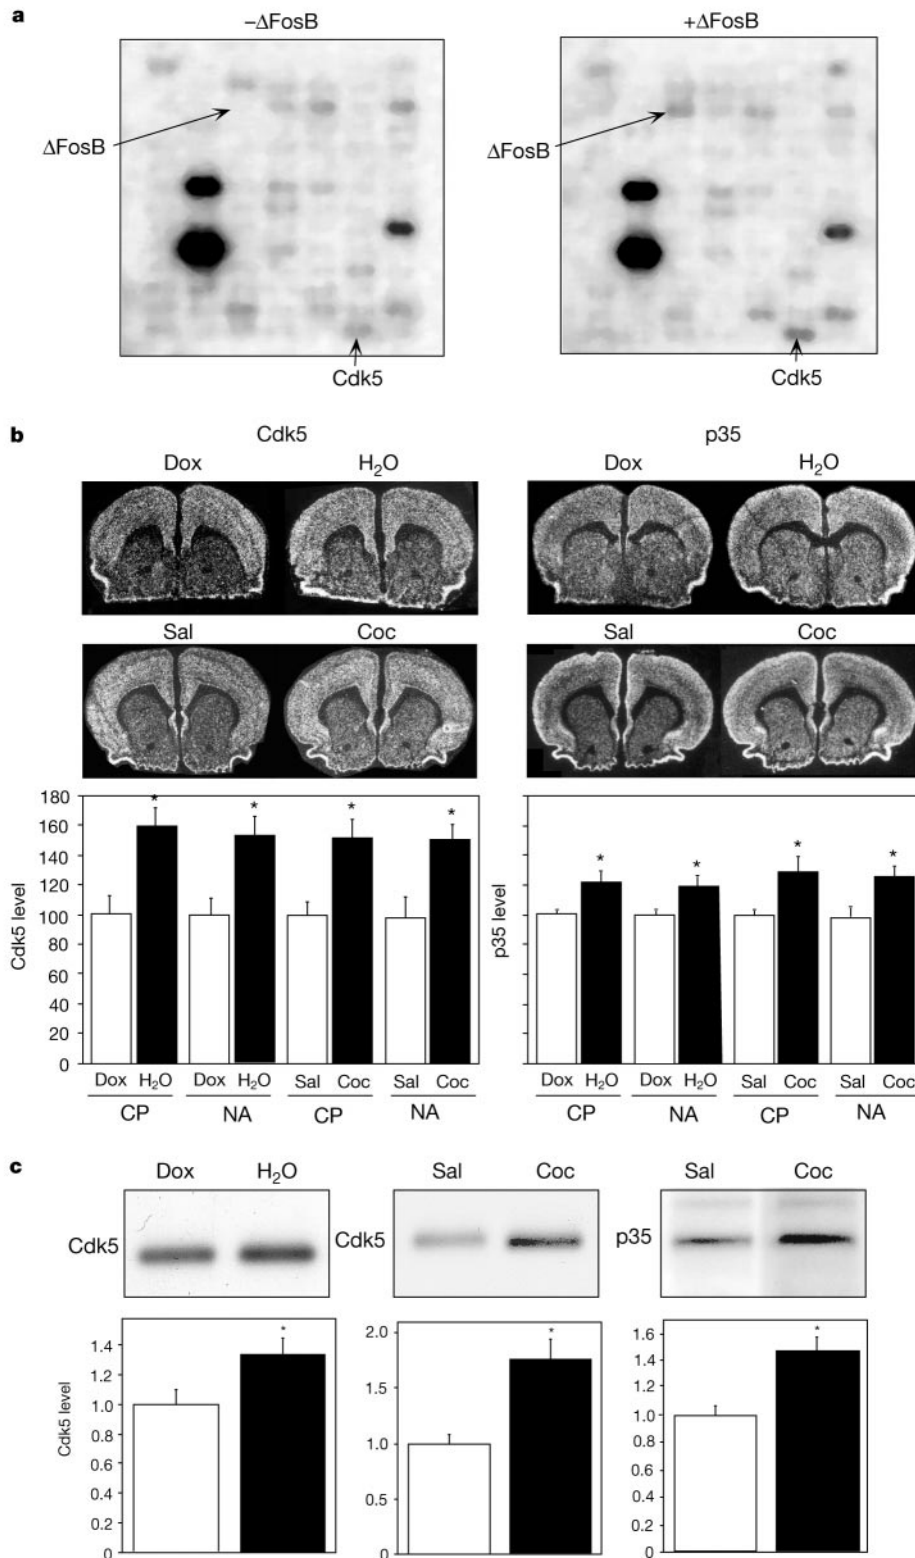 a
–ΔFosB +ΔFosB
ΔFosB ΔFosB
Cdk5 Cdk5
b
Cdk5 p35
Dox H₂O Dox H₂O
Sal Coc Sal Coc
180
160
140
120
100
80
60
40
20
0
Cdk5 level
p35 level
* * * * * * * *
Dox H₂O Dox H₂O Sal Coc Sal Coc Dox H₂O Dox H₂O Sal Coc Sal Coc
CP NA CP NA CP NA CP NA
c
Dox H₂O Sal Coc Sal Coc
Cdk5 Cdk5 p35
Cdk5 level
1.4
1.2
1.0
0.8
0.6
0.4
0.2
0
*
2.0
1.5
1.0
0.5
0
*
1.6
1.4
1.2
1.0
0.8
0.6
0.4
0.2
0
*